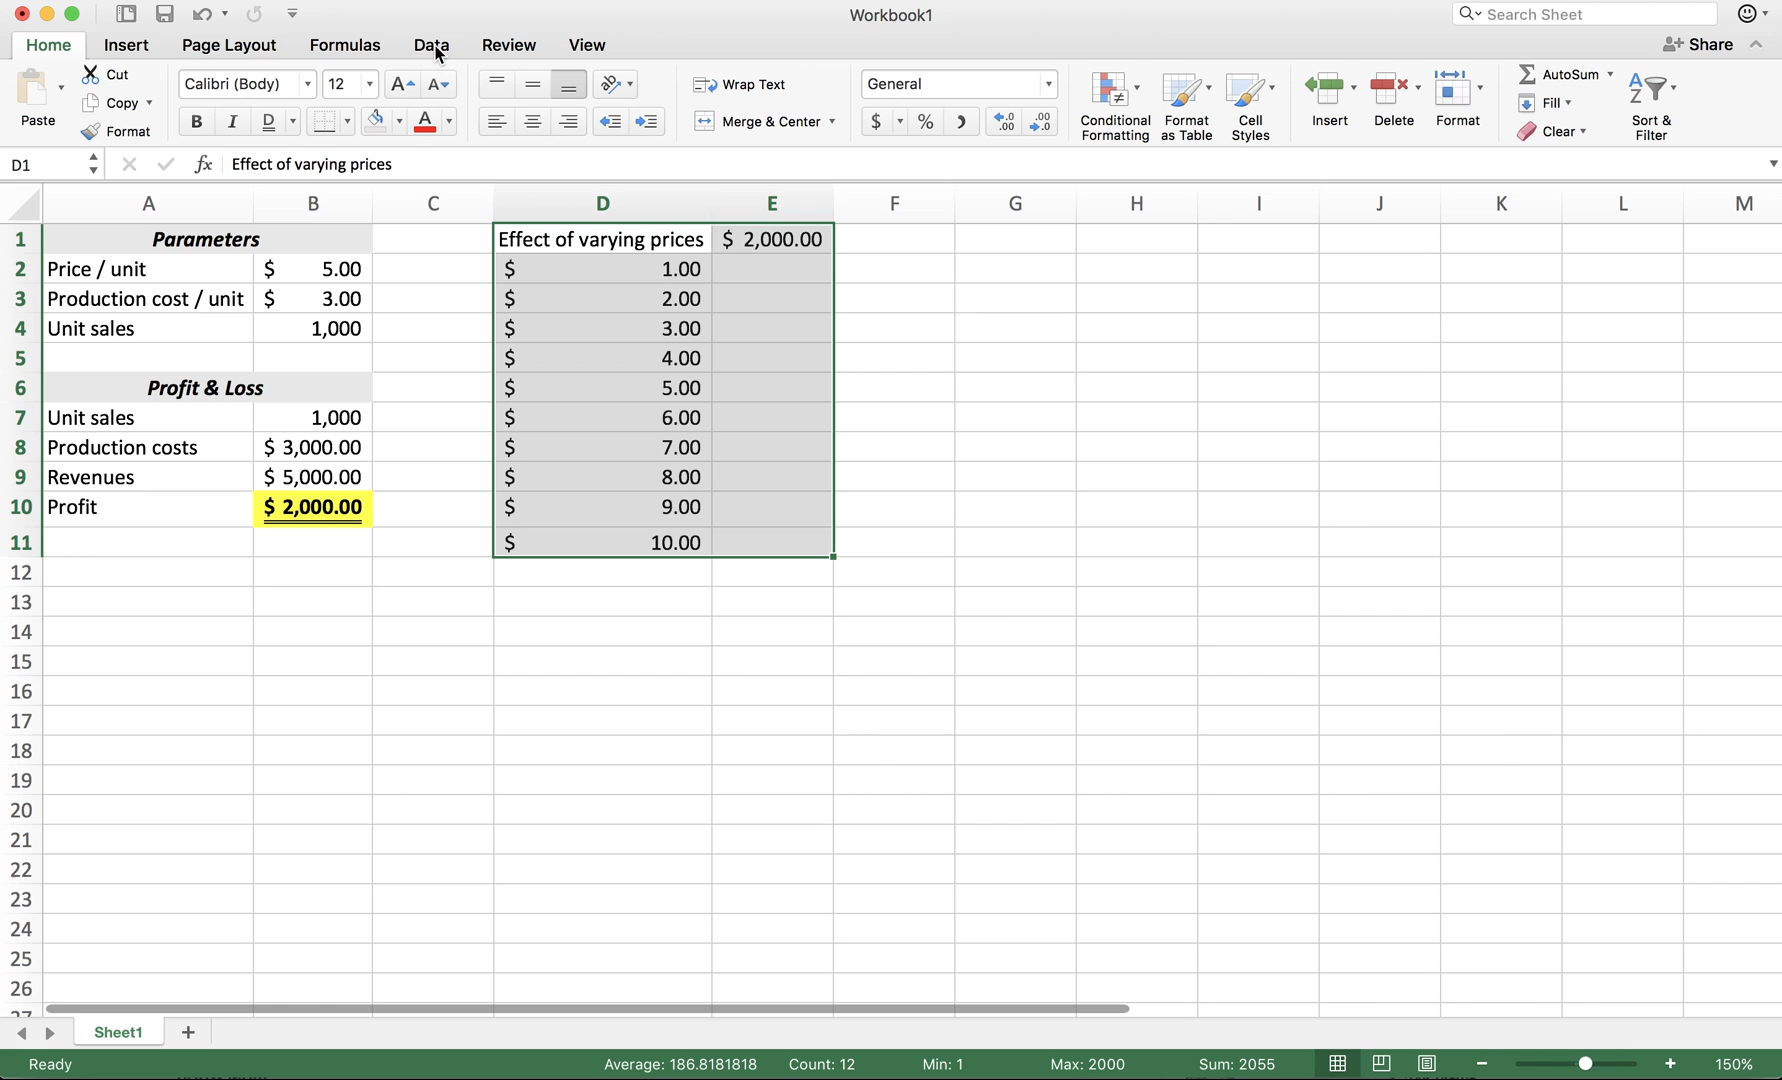 Workbook1
Search Sheet
Home Insert Page Layout Formulas Data Review View
Share
Paste
Cut
Copy
Format
Calibri (Body) 12
A A
B I D A
ab
Wrap Text
Merge & Center
General
$ % .00 .00
Conditional Formatting
Format as Table
Cell Styles
Insert
Delete
Format
AutoSum
Fill
Clear
A Z
Sort & Filter
D1 fx Effect of varying prices
A B C D E F G H I J K L M
1 Parameters Effect of varying prices $ 2,000.00
2 Price / unit $ 5.00 $ 1.00
3 Production cost / unit $ 3.00 $ 2.00
4 Unit sales 1,000 $ 3.00
5 $ 4.00
6 Profit & Loss $ 5.00
7 Unit sales 1,000 $ 6.00
8 Production costs $ 3,000.00 $ 7.00
9 Revenues $ 5,000.00 $ 8.00
10 Profit $ 2,000.00 $ 9.00
11 $ 10.00
12
13
14
15
16
17
18
19
20
21
22
23
24
25
26
27
Sheet1 +
Ready Average: 186.8181818 Count: 12 Min: 1 Max: 2000 Sum: 2055 150%